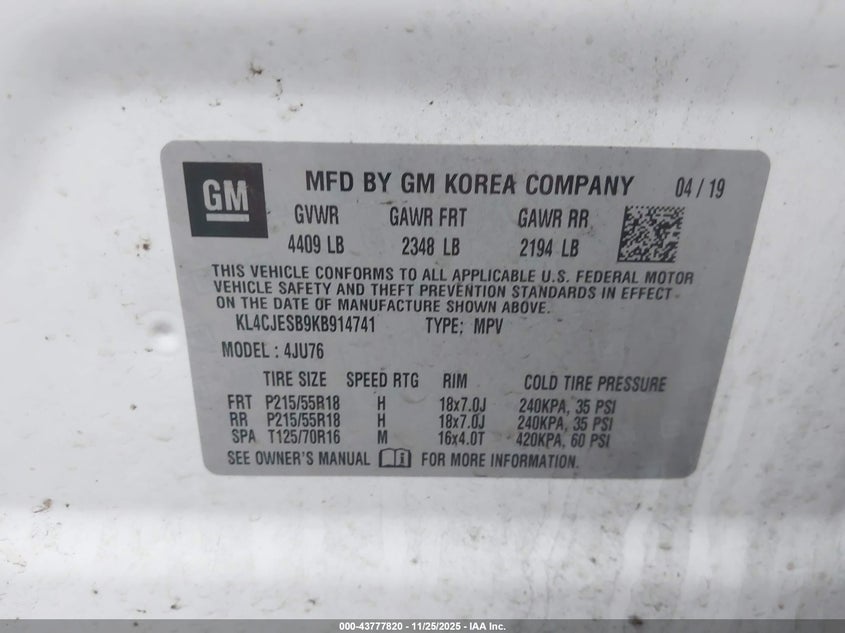 GM MFD BY GM KOREA COMPANY 04 / 19
GVWR GAWR FRT GAWR RR
4409 LB 2348 LB 2194 LB
THIS VEHICLE CONFORMS TO ALL APPLICABLE U.S. FEDERAL MOTOR
VEHICLE SAFETY AND THEFT PREVENTION STANDARDS IN EFFECT
ON THE DATE OF MANUFACTURE SHOWN ABOVE.
KL4CJESB9KB914741 TYPE: MPV
MODEL : 4JU76
TIRE SIZE SPEED RTG RIM COLD TIRE PRESSURE
FRT P215/55R18 H 18x7.0J 240KPA, 35 PSI
RR P215/55R18 H 18x7.0J 240KPA, 35 PSI
SPA T125/70R16 M 16x4.0T 420KPA, 60 PSI
SEE OWNER'S MANUAL FOR MORE INFORMATION.
000-43777820 - 11/25/2025 - IAA Inc.